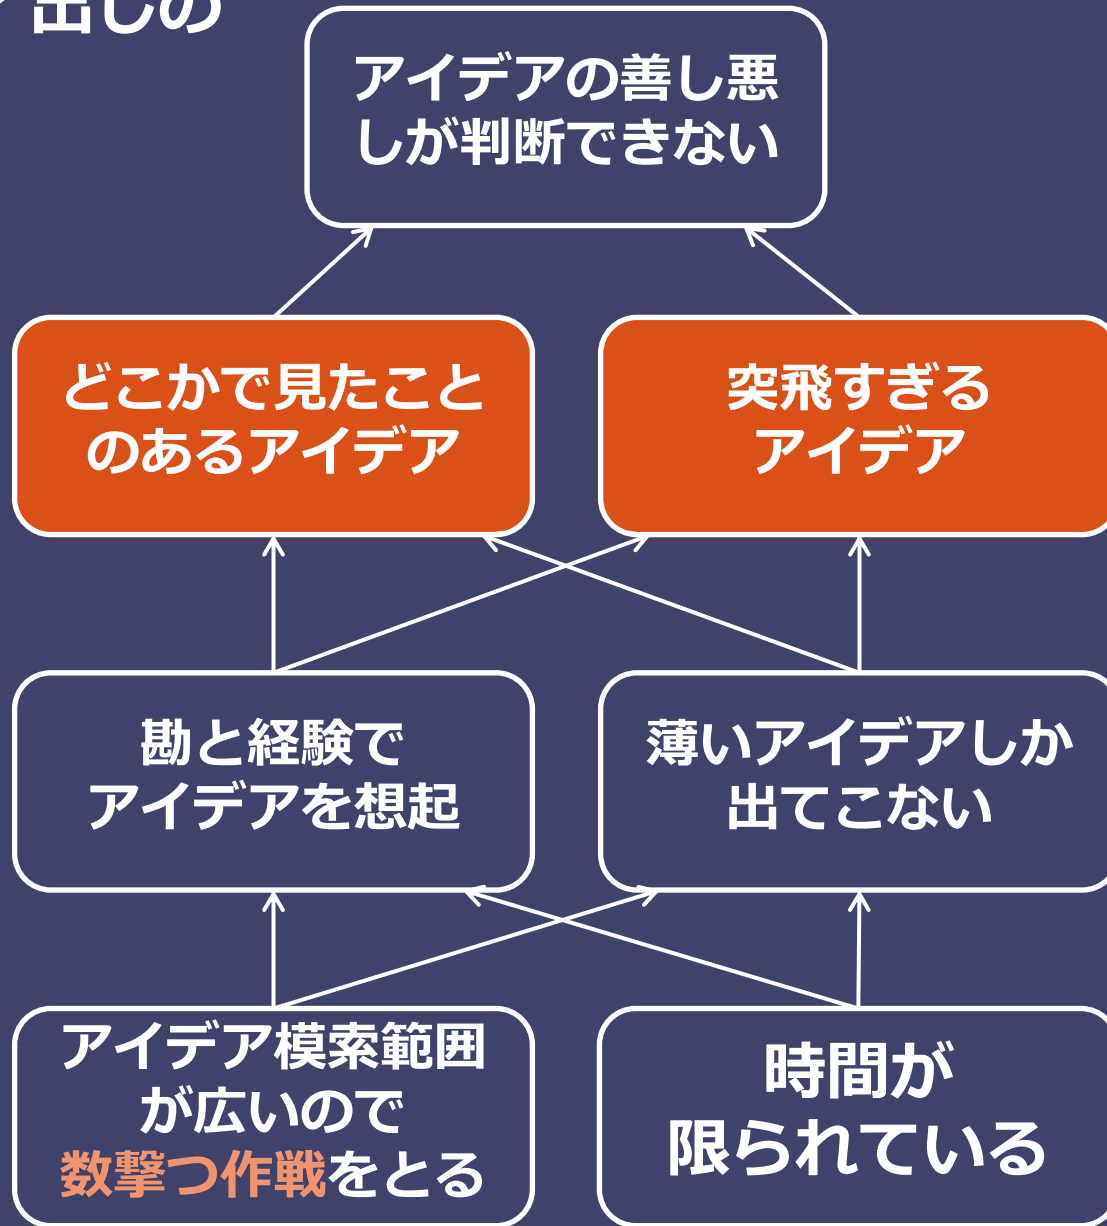 出しの
アイデアの善し悪
しが判断できない
どこかで見たこと
のあるアイデア
突飛すぎる
アイデア
勘と経験で
アイデアを想起
薄いアイデアしか
出てこない
アイデア模索範囲
が広いので
数撃つ作戦をとる
時間が
限られている